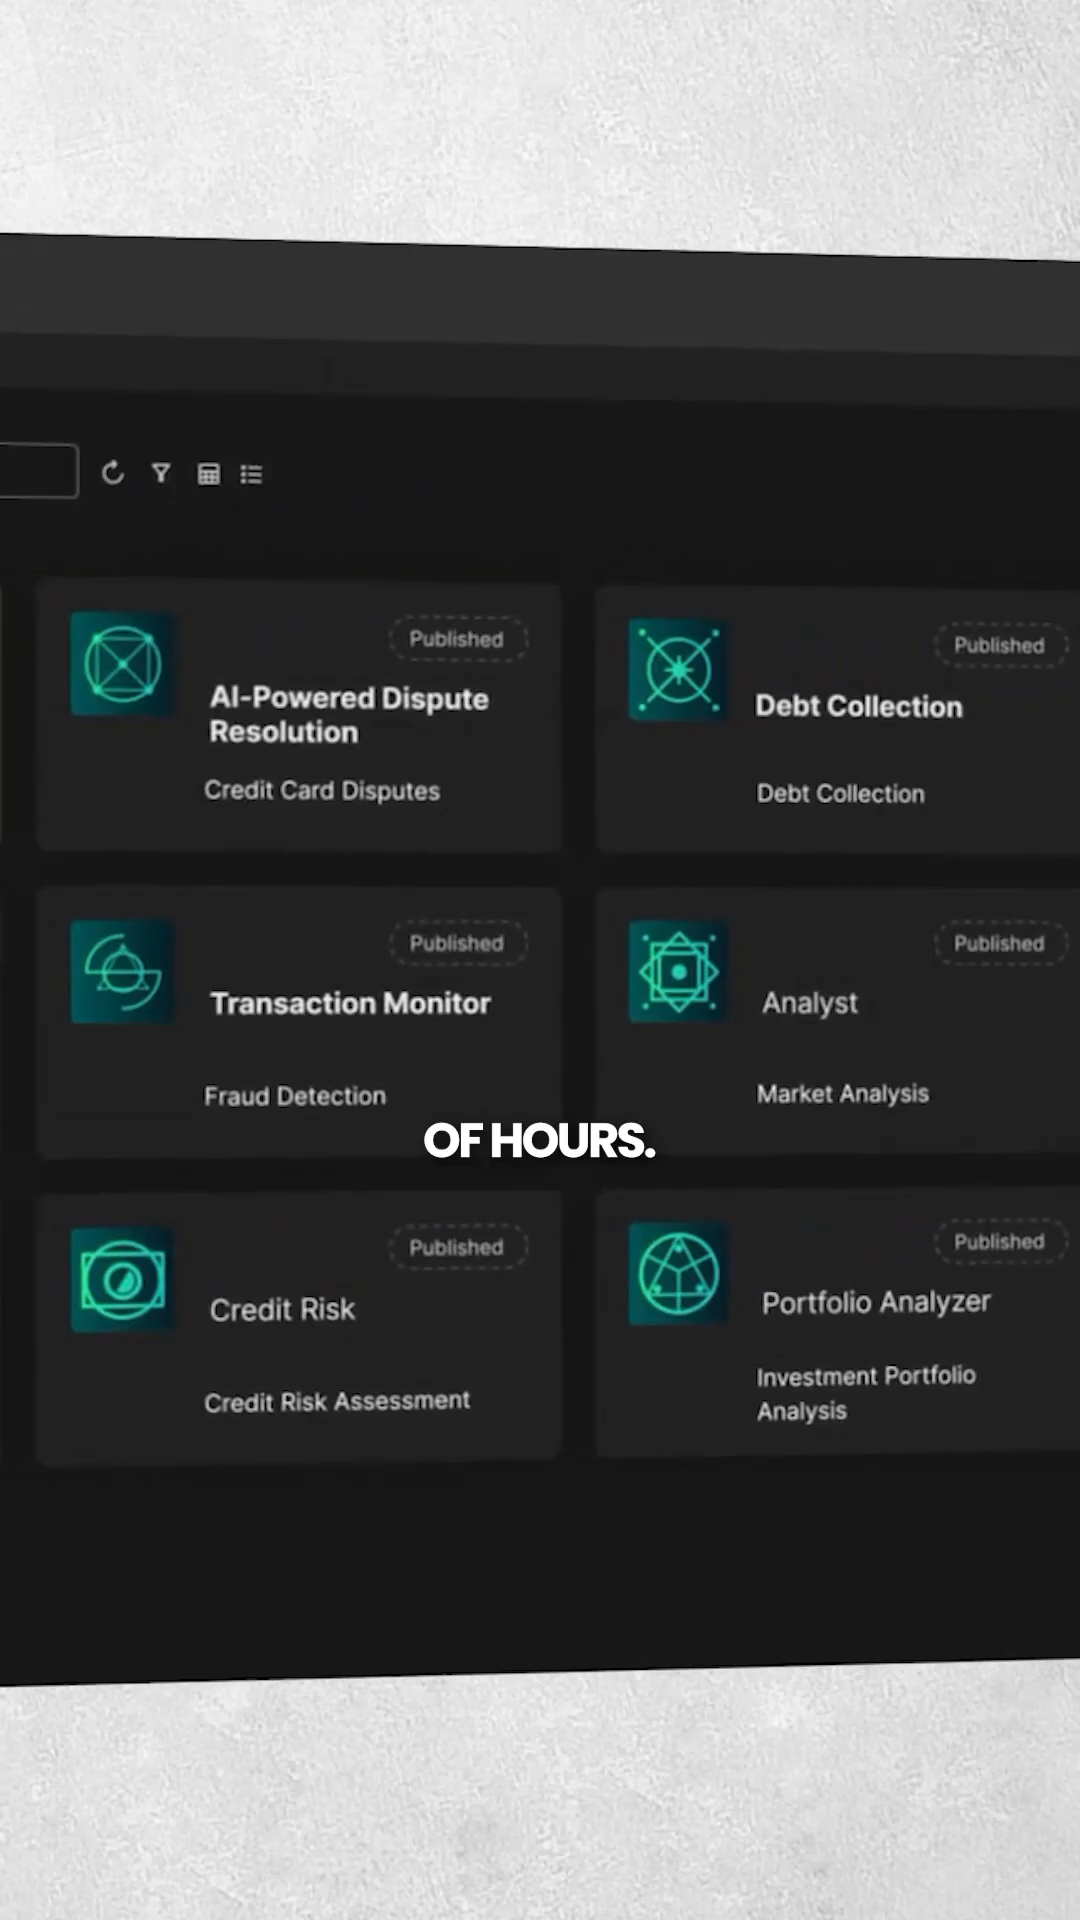 Published
AI-Powered Dispute
Resolution
Credit Card Disputes
Published
Debt Collection
Debt Collection
Published
Transaction Monitor
Fraud Detection
Published
Analyst
Market Analysis
OF HOURS.
Published
Credit Risk
Credit Risk Assessment
Published
Portfolio Analyzer
Investment Portfolio
Analysis